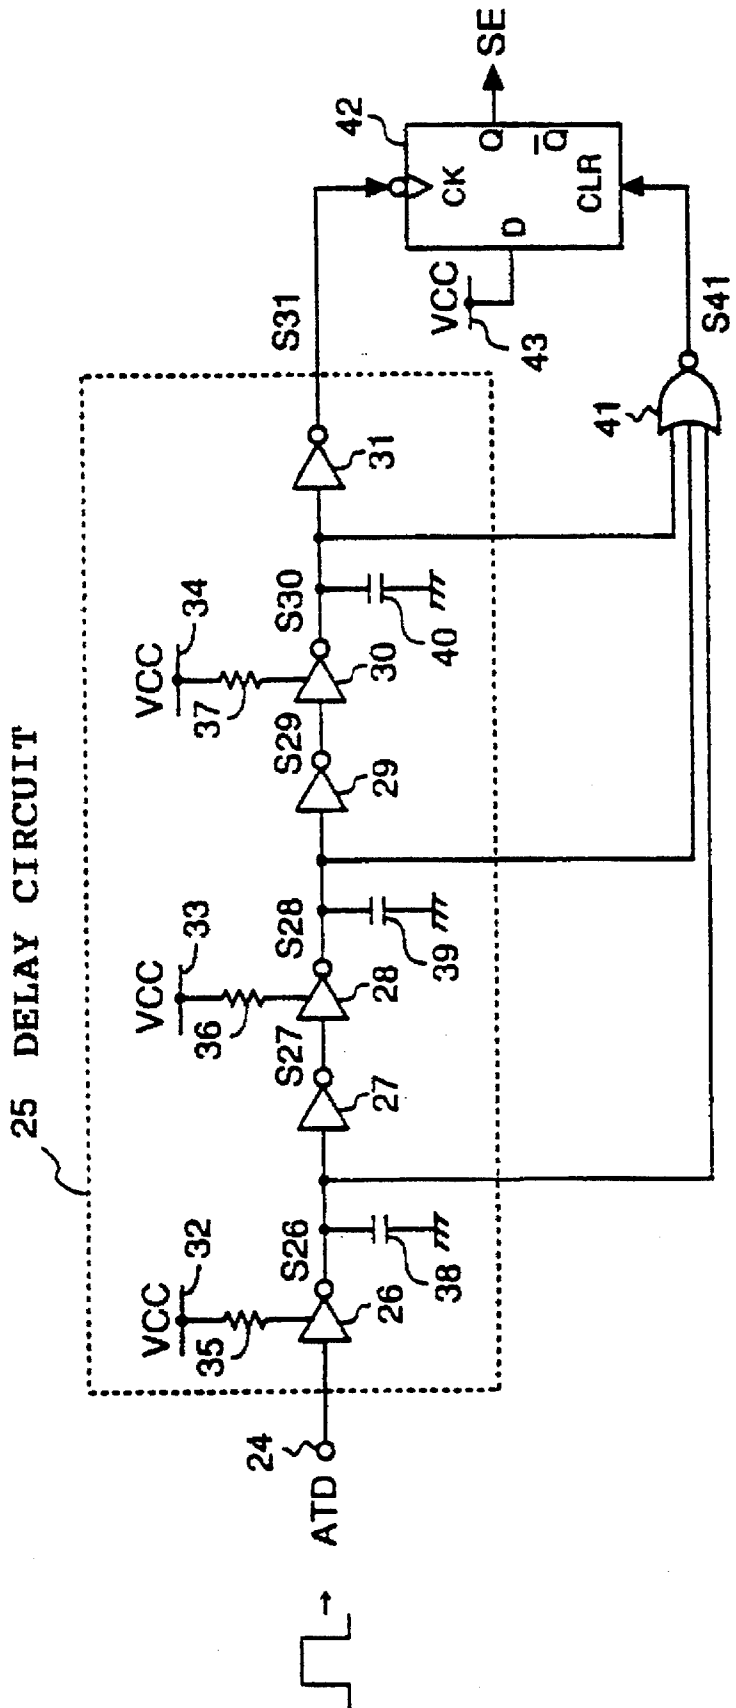 25 DELAY CIRCUIT
VCC
32
35
VCC
33
36
VCC
34
37
ATD
24
26
S26
38
27
S27
28
S28
39
29
S29
30
S30
40
31
S31
42
CK
D
Q
Q̅
CLR
SE
VCC
43
41
S41